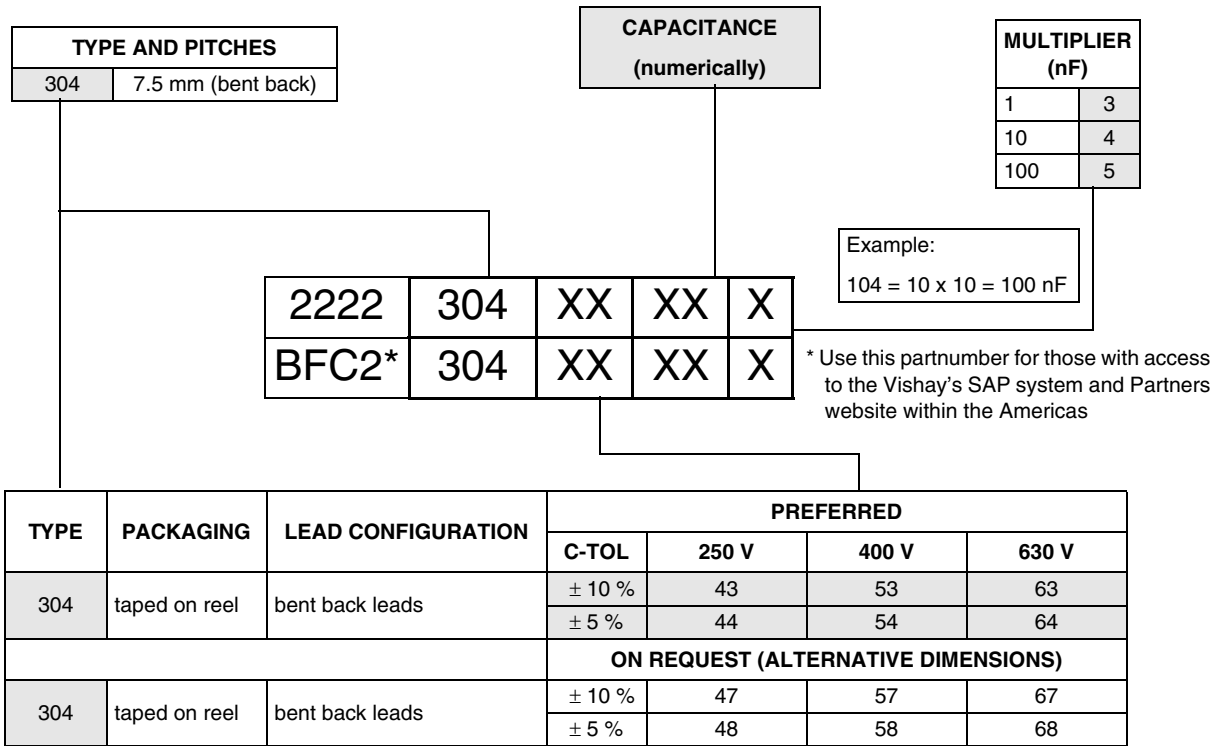 TYPE AND PITCHES
304 7.5 mm (bent back)
CAPACITANCE
(numerically)
MULTIPLIER
(nF)
1 3
10 4
100 5
Example:
104 = 10 x 10 = 100 nF
2222 304 XX XX X
BFC2* 304 XX XX X
* Use this partnumber for those with access
to the Vishay's SAP system and Partners
website within the Americas
TYPE PACKAGING LEAD CONFIGURATION PREFERRED
C-TOL 250 V 400 V 630 V
304 taped on reel bent back leads ± 10 % 43 53 63
± 5 % 44 54 64
ON REQUEST (ALTERNATIVE DIMENSIONS)
304 taped on reel bent back leads ± 10 % 47 57 67
± 5 % 48 58 68